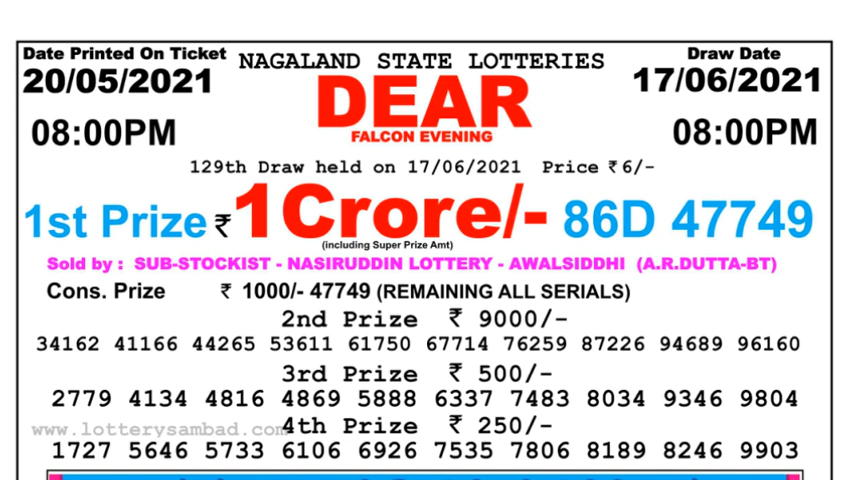 Date Printed On Ticket NAGALAND STATE LOTTERIES Draw Date
20/05/2021 DEAR 17/06/2021
08:00PM FALCON EVENING 08:00PM
129th Draw held on 17/06/2021 Price ₹6/-
1st Prize ₹1Crore/- 86D 47749
(including Super Prize Amt)
Sold by : SUB-STOCKIST - NASIRUDDIN LOTTERY - AWALSIDDHI (A.R.DUTTA-BT)
Cons. Prize ₹ 1000/- 47749 (REMAINING ALL SERIALS)
2nd Prize ₹ 9000/-
34162 41166 44265 53611 61750 67714 76259 87226 94689 96160
3rd Prize ₹ 500/-
2779 4134 4816 4869 5888 6337 7483 8034 9346 9804
www.lotterysambad.com 4th Prize ₹ 250/-
1727 5646 5733 6106 6926 7535 7806 8189 8246 9903